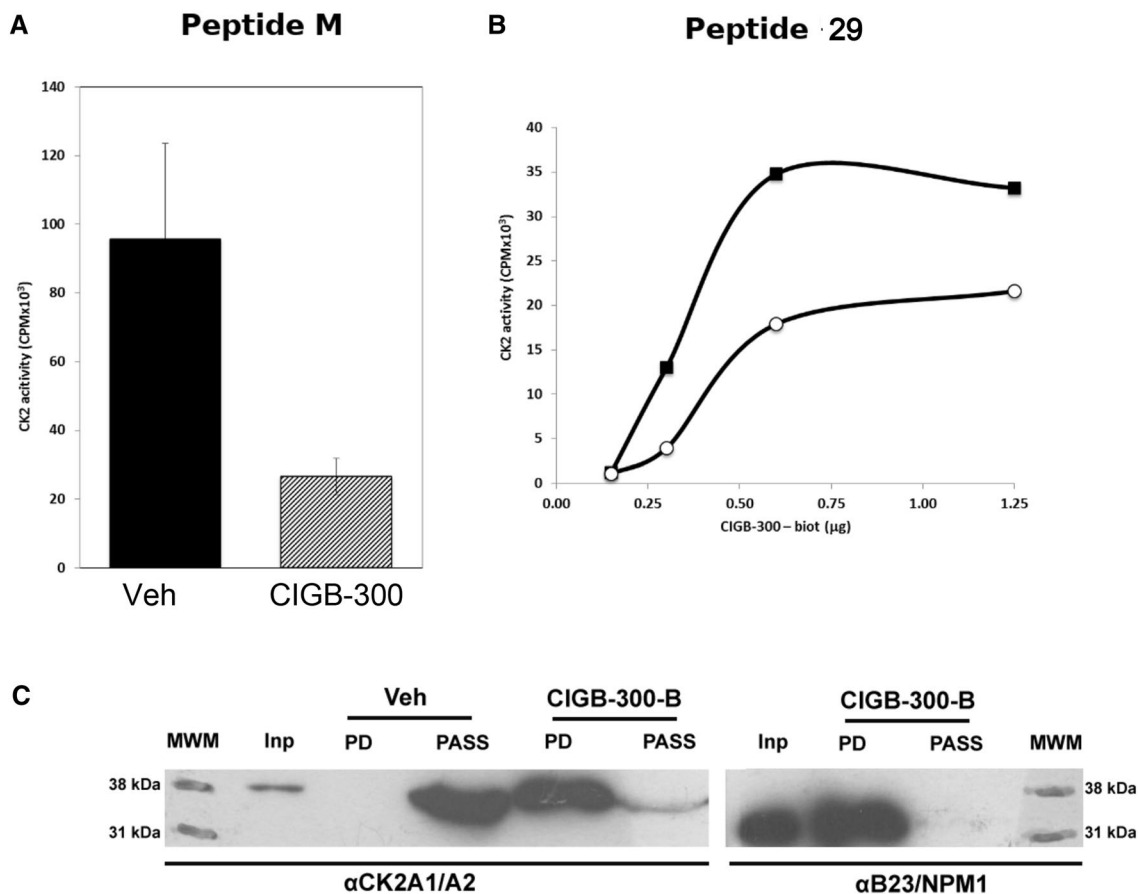 A
Peptide M
CK2 acitivity (CPMx10³)
140
120
100
80
60
40
20
0
Veh
CIGB-300
B
Peptide 29
CK2 activity (CPMx10³)
40
35
30
25
20
15
10
5
0
0.00 0.25 0.50 0.75 1.00 1.25
CIGB-300 – biot (µg)
C
Veh CIGB-300-B CIGB-300-B
MWM Inp PD PASS PD PASS Inp PD PASS MWM
38 kDa 38 kDa
31 kDa 31 kDa
αCK2A1/A2 αB23/NPM1